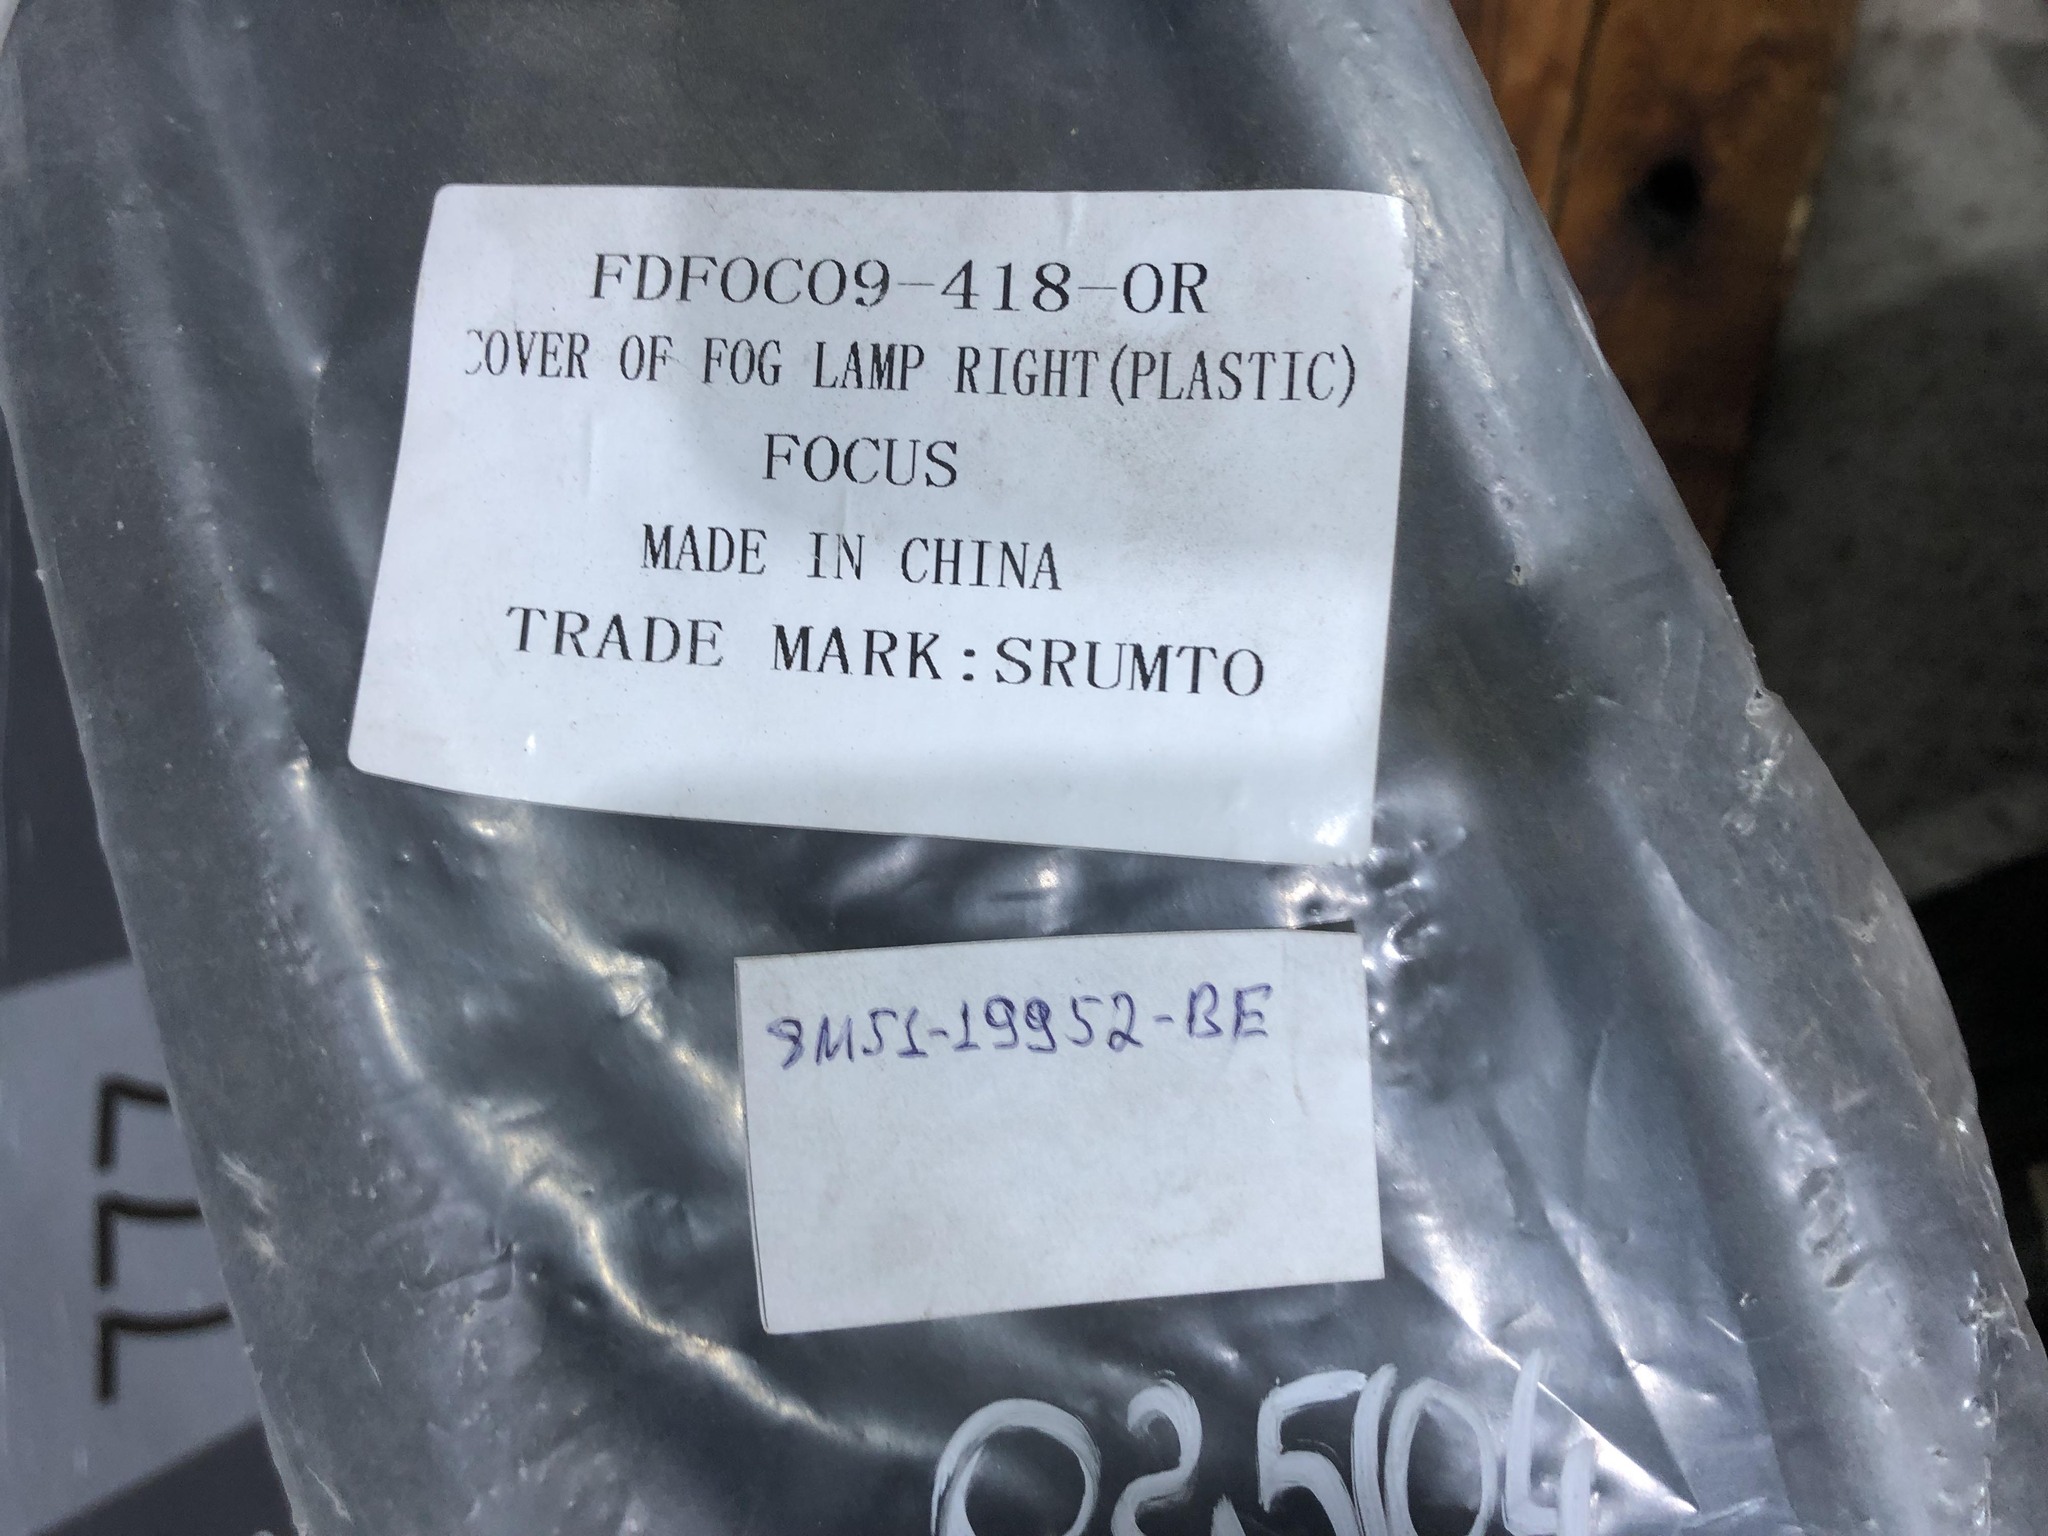 FDFOC09-418-OR
COVER OF FOG LAMP RIGHT(PLASTIC)
FOCUS
MADE IN CHINA
TRADE MARK:SRUMTO
8M51-19952-BE